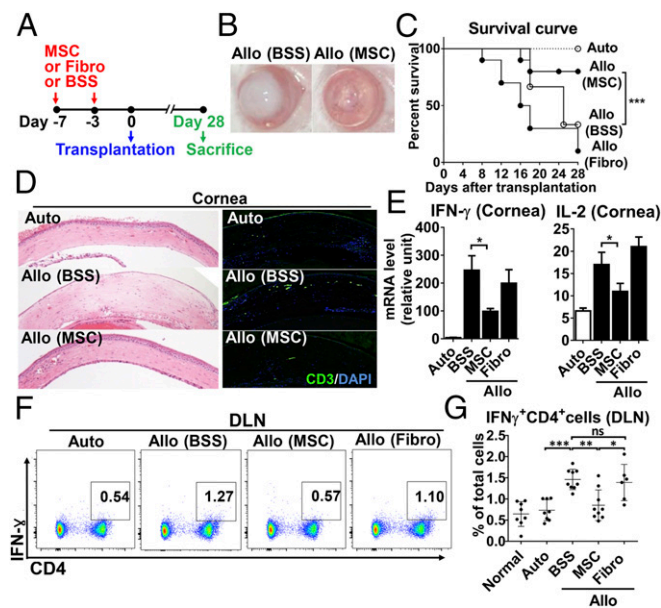 A
MSC
or Fibro
or BSS
Day -7 -3 0 Day 28
Transplantation Sacrifice
B
Allo (BSS) Allo (MSC)
C
Survival curve
Percent survival
100
50
0
0 4 8 12 16 20 24 28
Days after transplantation
Auto
Allo
(MSC)
***
Allo
(BSS)
Allo
(Fibro)
D
Cornea
Auto
Allo (BSS)
Allo (MSC)
Auto
Allo (BSS)
Allo (MSC)
CD3/DAPI
E
IFN-γ (Cornea)
mRNA level
(relative unit)
400
300
200
100
0
*
Auto BSS MSC Fibro
Allo
IL-2 (Cornea)
25
20
15
10
5
0
*
Auto BSS MSC Fibro
Allo
F
DLN
Auto Allo (BSS) Allo (MSC) Allo (Fibro)
0.54 1.27 0.57 1.10
IFN-γ
CD4
G
IFNγ+CD4+cells (DLN)
ns
*** ** *
% of total cells
2.5
2.0
1.5
1.0
0.5
0.0
Normal Auto BSS MSC Fibro
Allo